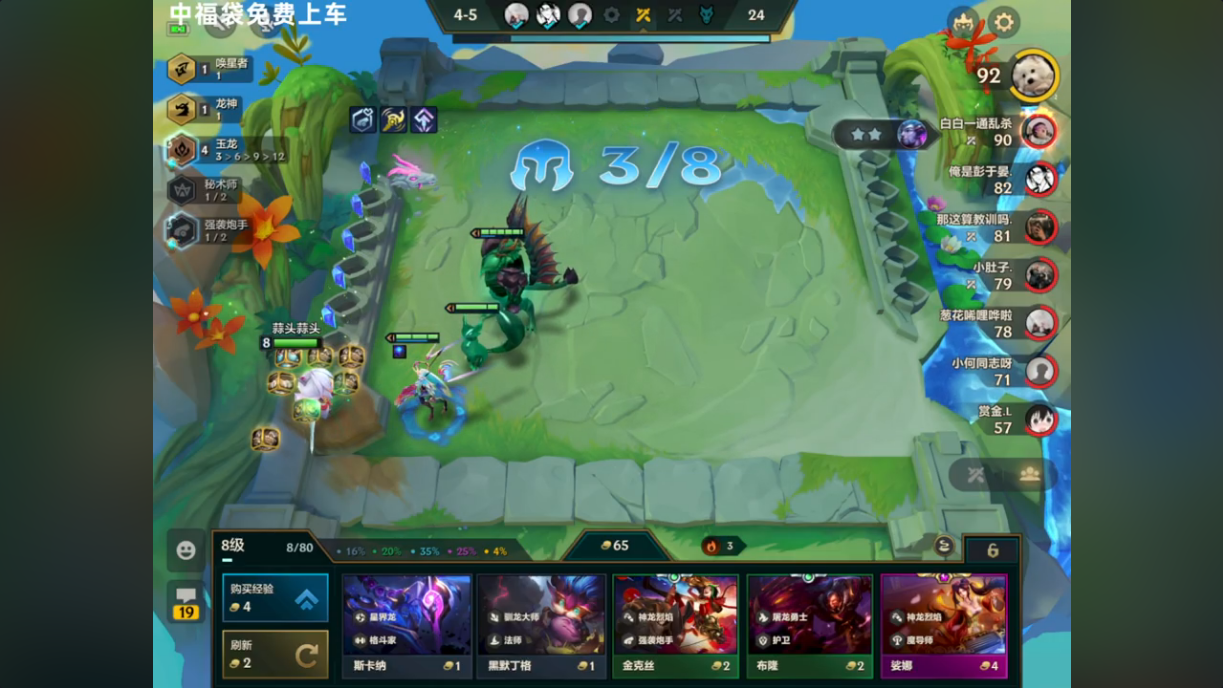 中福袋免费上车
4-5
24
1 唤星者
1
1 龙神
1
4 玉龙
3 > 6 > 9 > 12
秘术师
1 / 2
强袭炮手
1 / 2
3/8
92
白白一通乱杀
90
俺是彭于晏.
82
那这算教训吗.
81
小肚子.
79
葱花唏哩哗啦
78
小何同志呀
71
赏金.L
57
蒜头蒜头
8
19
8级
8/80
16% 20% 35% 25% 4%
65
3
6
购买经验
4
刷新
2
星界龙
格斗家
斯卡纳 1
驯龙大师
法师
黑默丁格 1
神龙烈焰
强袭炮手
金克丝 2
屠龙勇士
护卫
布隆 2
神龙烈焰
魔导师
娑娜 4